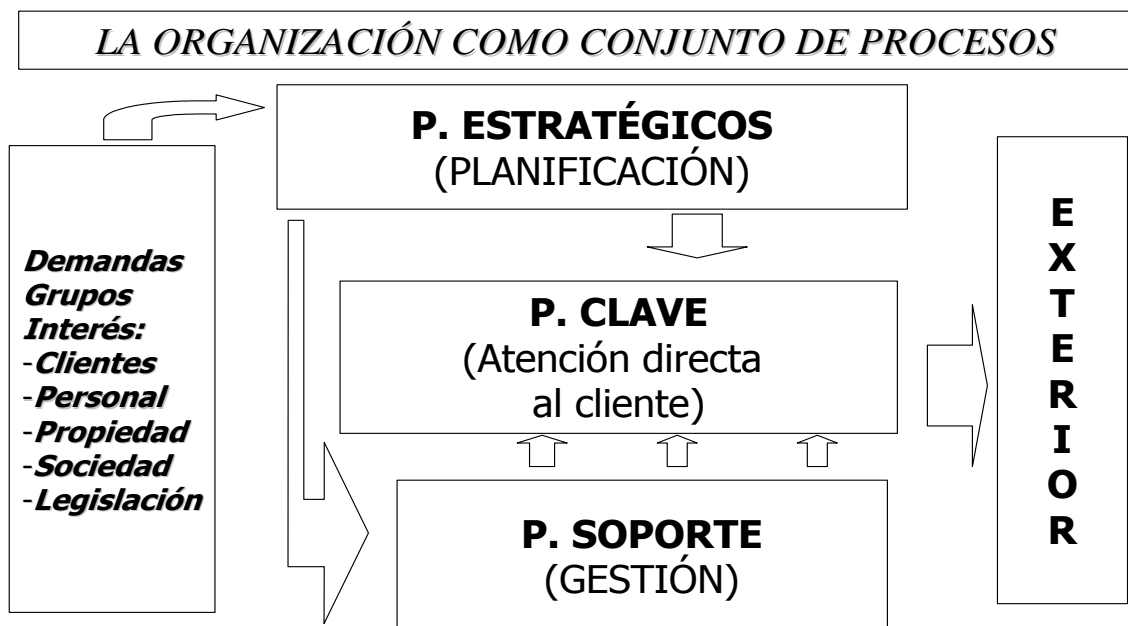 LA ORGANIZACIÓN COMO CONJUNTO DE PROCESOS
P. ESTRATÉGICOS
(PLANIFICACIÓN)
Demandas
Grupos
Interés:
-Clientes
-Personal
-Propiedad
-Sociedad
-Legislación
P. CLAVE
(Atención directa
al cliente)
P. SOPORTE
(GESTIÓN)
E
X
T
E
R
I
O
R